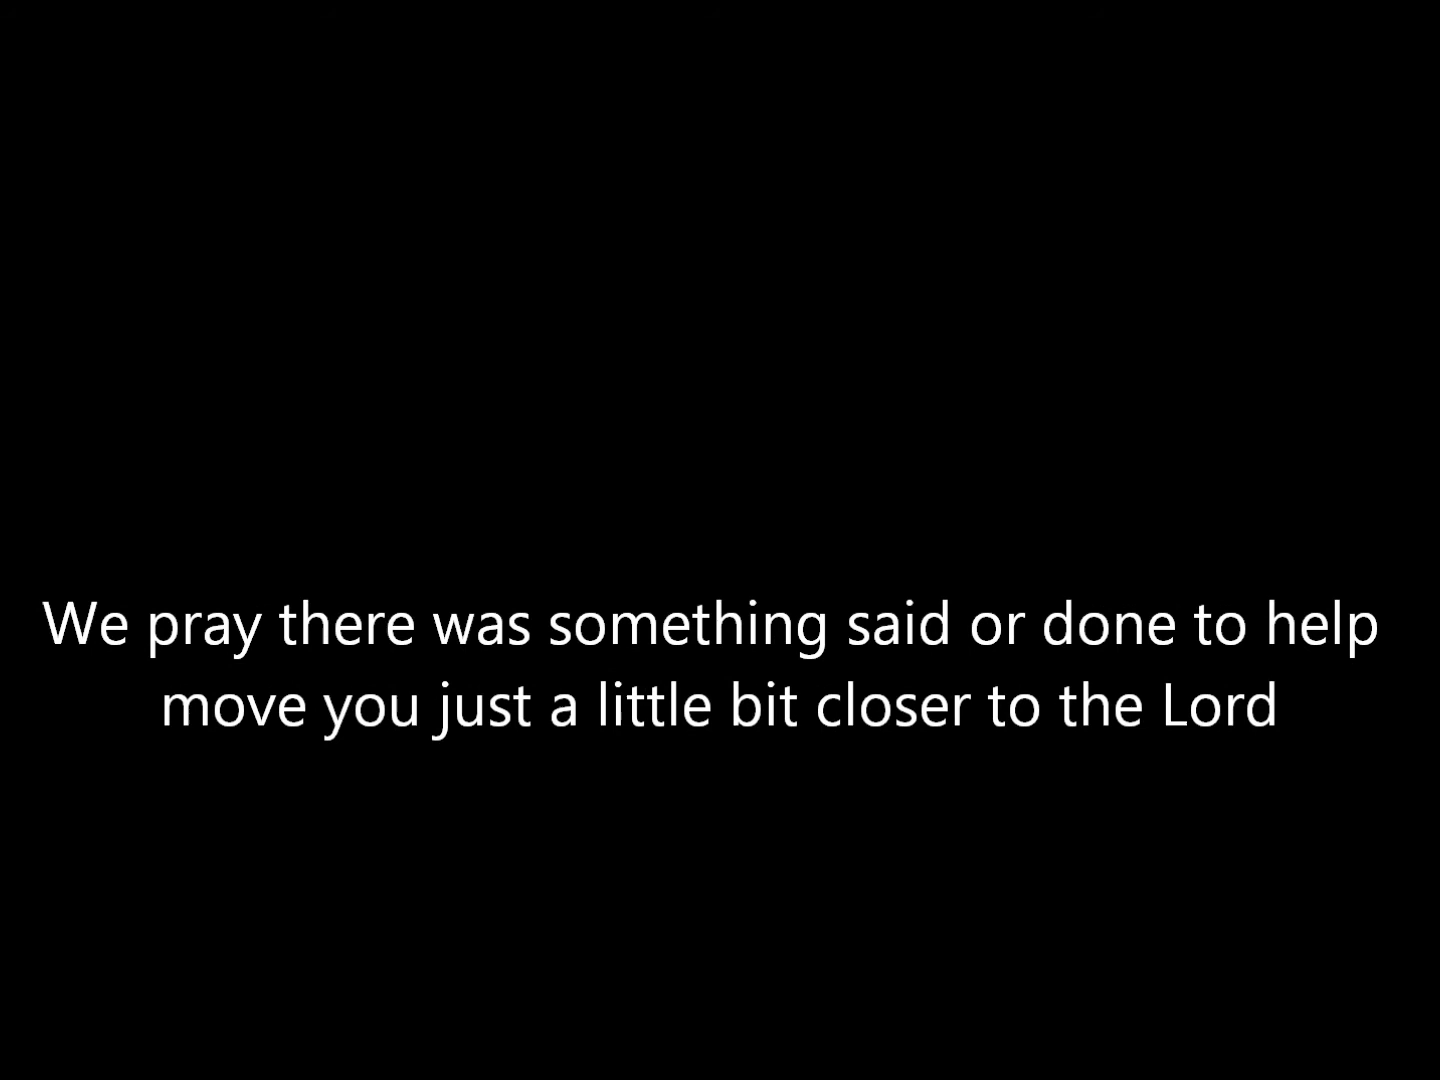 We pray there was something said or done to help
move you just a little bit closer to the Lord